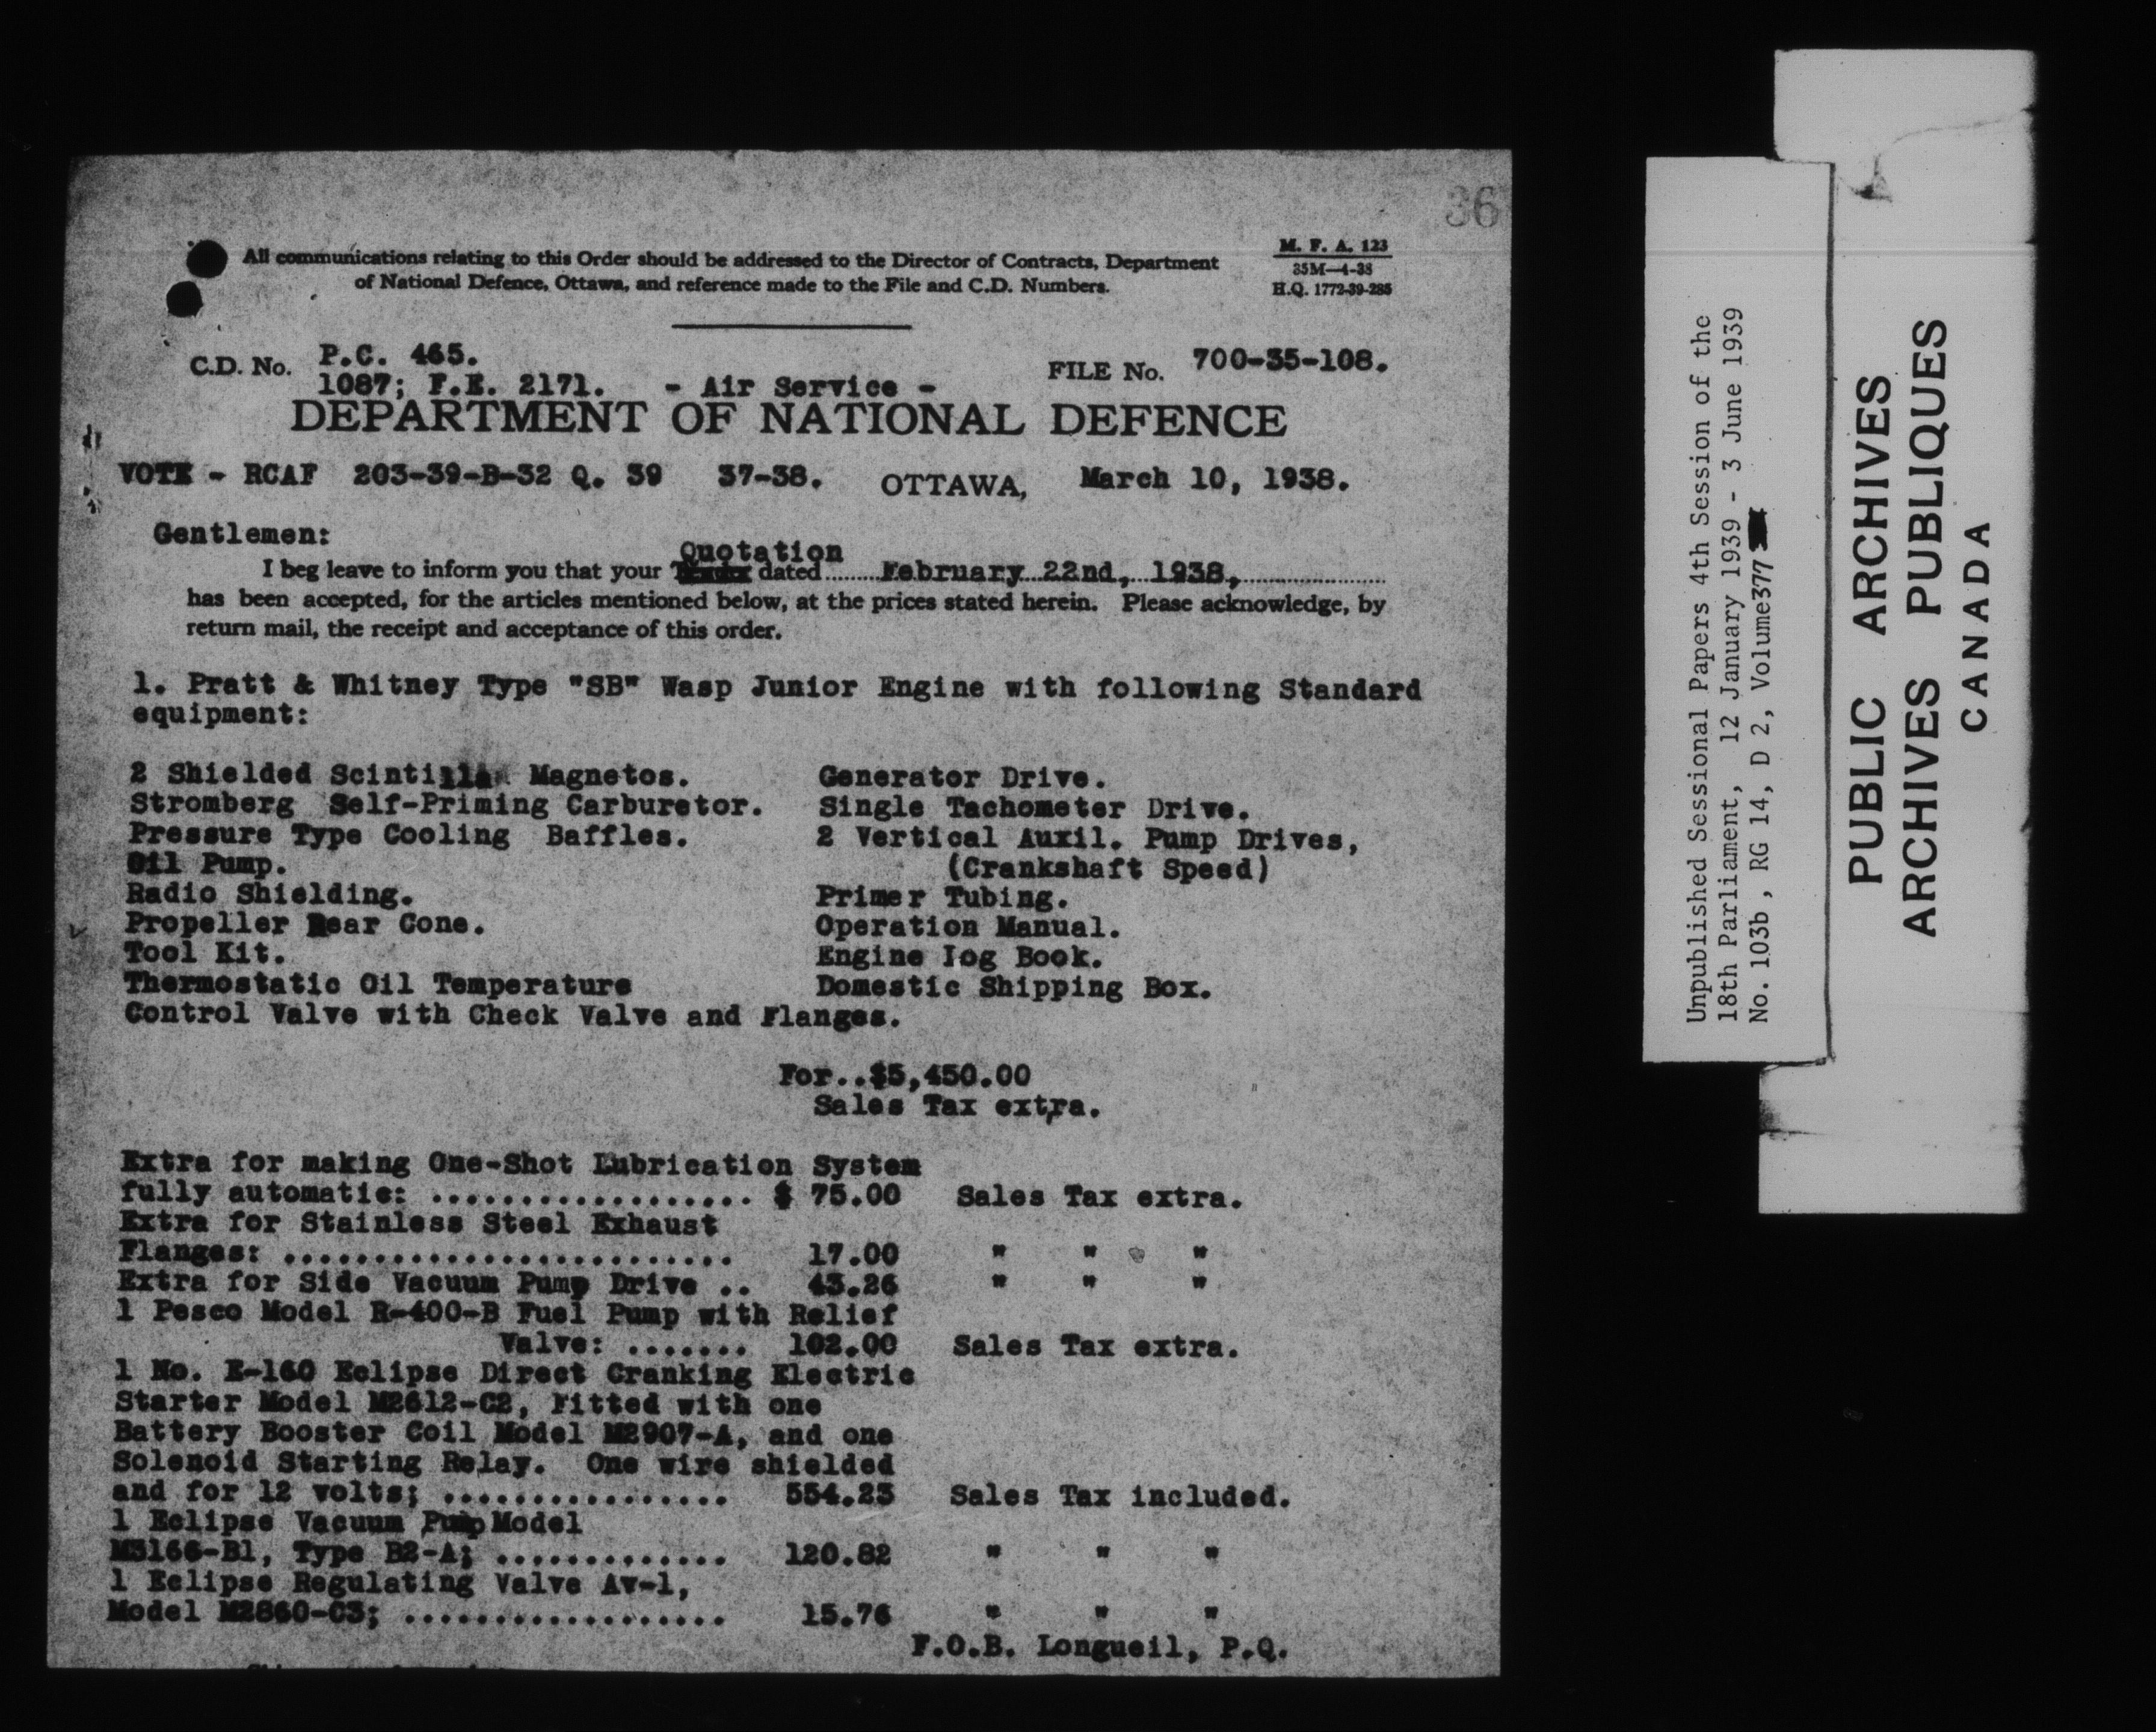 36
All communications relating to this Order should be addressed to the Director of Contracts, Department
of National Defence, Ottawa, and reference made to the File and C.D. Numbers.
M. F. A. 123
35M—4-38
H.Q. 1772-39-285
C.D. No. P.C. 465.
1087; F.E. 2171. - Air Service -
FILE No. 700-35-108.
DEPARTMENT OF NATIONAL DEFENCE
VOTE - RCAF 203-39-B-32 Q. 39 37-38. OTTAWA, March 10, 1938.
Gentlemen:
Quotation
I beg leave to inform you that your dated February 22nd, 1938,
has been accepted, for the articles mentioned below, at the prices stated herein. Please acknowledge, by
return mail, the receipt and acceptance of this order.
1. Pratt & Whitney Type "SB" Wasp Junior Engine with following Standard
equipment:
2 Shielded Scintilla Magnetos. Generator Drive.
Stromberg Self-Priming Carburetor. Single Tachometer Drive.
Pressure Type Cooling Baffles. 2 Vertical Auxil. Pump Drives,
Oil Pump. (Crankshaft Speed)
Radio Shielding. Primer Tubing.
Propeller Rear Cone. Operation Manual.
Tool Kit. Engine Log Book.
Thermostatic Oil Temperature Domestic Shipping Box.
Control Valve with Check Valve and Flanges.
For..$5,450.00
Sales Tax extra.
Extra for making One-Shot Lubrication System
fully automatic: .................. $ 75.00 Sales Tax extra.
Extra for Stainless Steel Exhaust
Flanges: ......................... 17.00 " " "
Extra for Side Vacuum Pump Drive .. 43.26 " " "
1 Pesco Model R-400-B Fuel Pump with Relief
Valve: ....... 102.00 Sales Tax extra.
1 No. E-160 Eclipse Direct Cranking Electric
Starter Model M2612-C2, Fitted with one
Battery Booster Coil Model M2907-A, and one
Solenoid Starting Relay. One wire shielded
and for 12 volts; ................ 554.23 Sales Tax included.
1 Eclipse Vacuum Pump Model
M3166-B1, Type B2-A; ............. 120.82 " " "
1 Eclipse Regulating Valve Av-1,
Model M2860-C3; .................. 15.76 " " "
F.O.B. Longueil, P.Q.
Unpublished Sessional Papers 4th Session of the
18th Parliament, 12 January 1939 - 3 June 1939
No. 103b , RG 14, D 2, Volume 377
PUBLIC ARCHIVES
ARCHIVES PUBLIQUES
CANADA